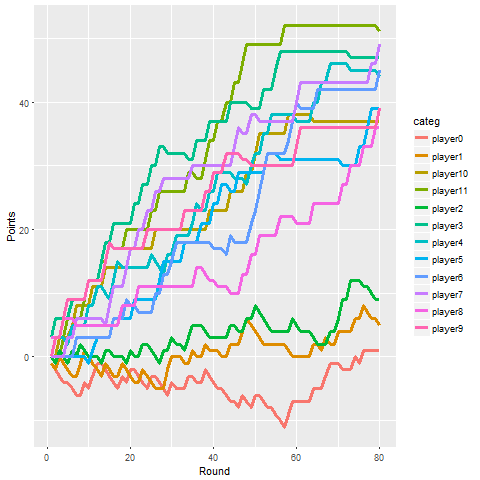 categ
player0
player1
player10
player11
player2
player3
player4
player5
player6
player7
player8
player9
Points
40
20
0
0
20
40
60
80
Round